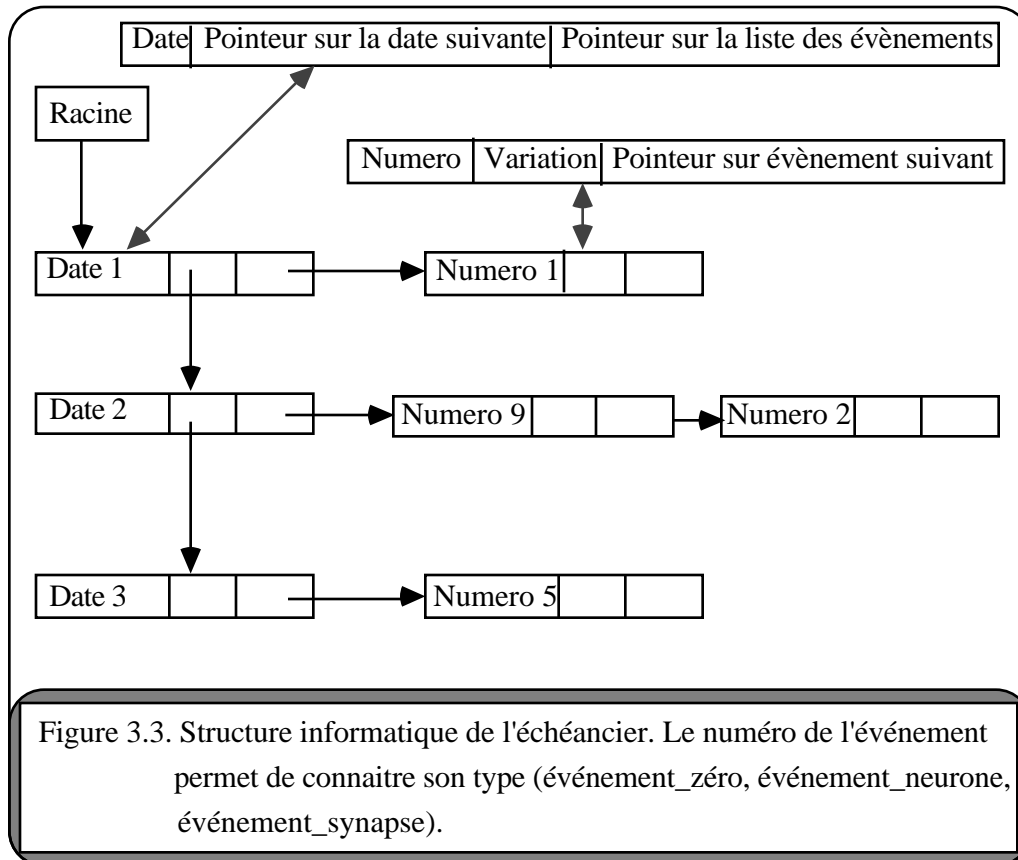 Date Pointeur sur la date suivante Pointeur sur la liste des évènements
Racine
Numero Variation Pointeur sur évènement suivant
Date 1 Numero 1
Date 2 Numero 9 Numero 2
Date 3 Numero 5
Figure 3.3. Structure informatique de l'échéancier. Le numéro de l'événement
permet de connaitre son type (événement_zéro, événement_neurone,
événement_synapse).